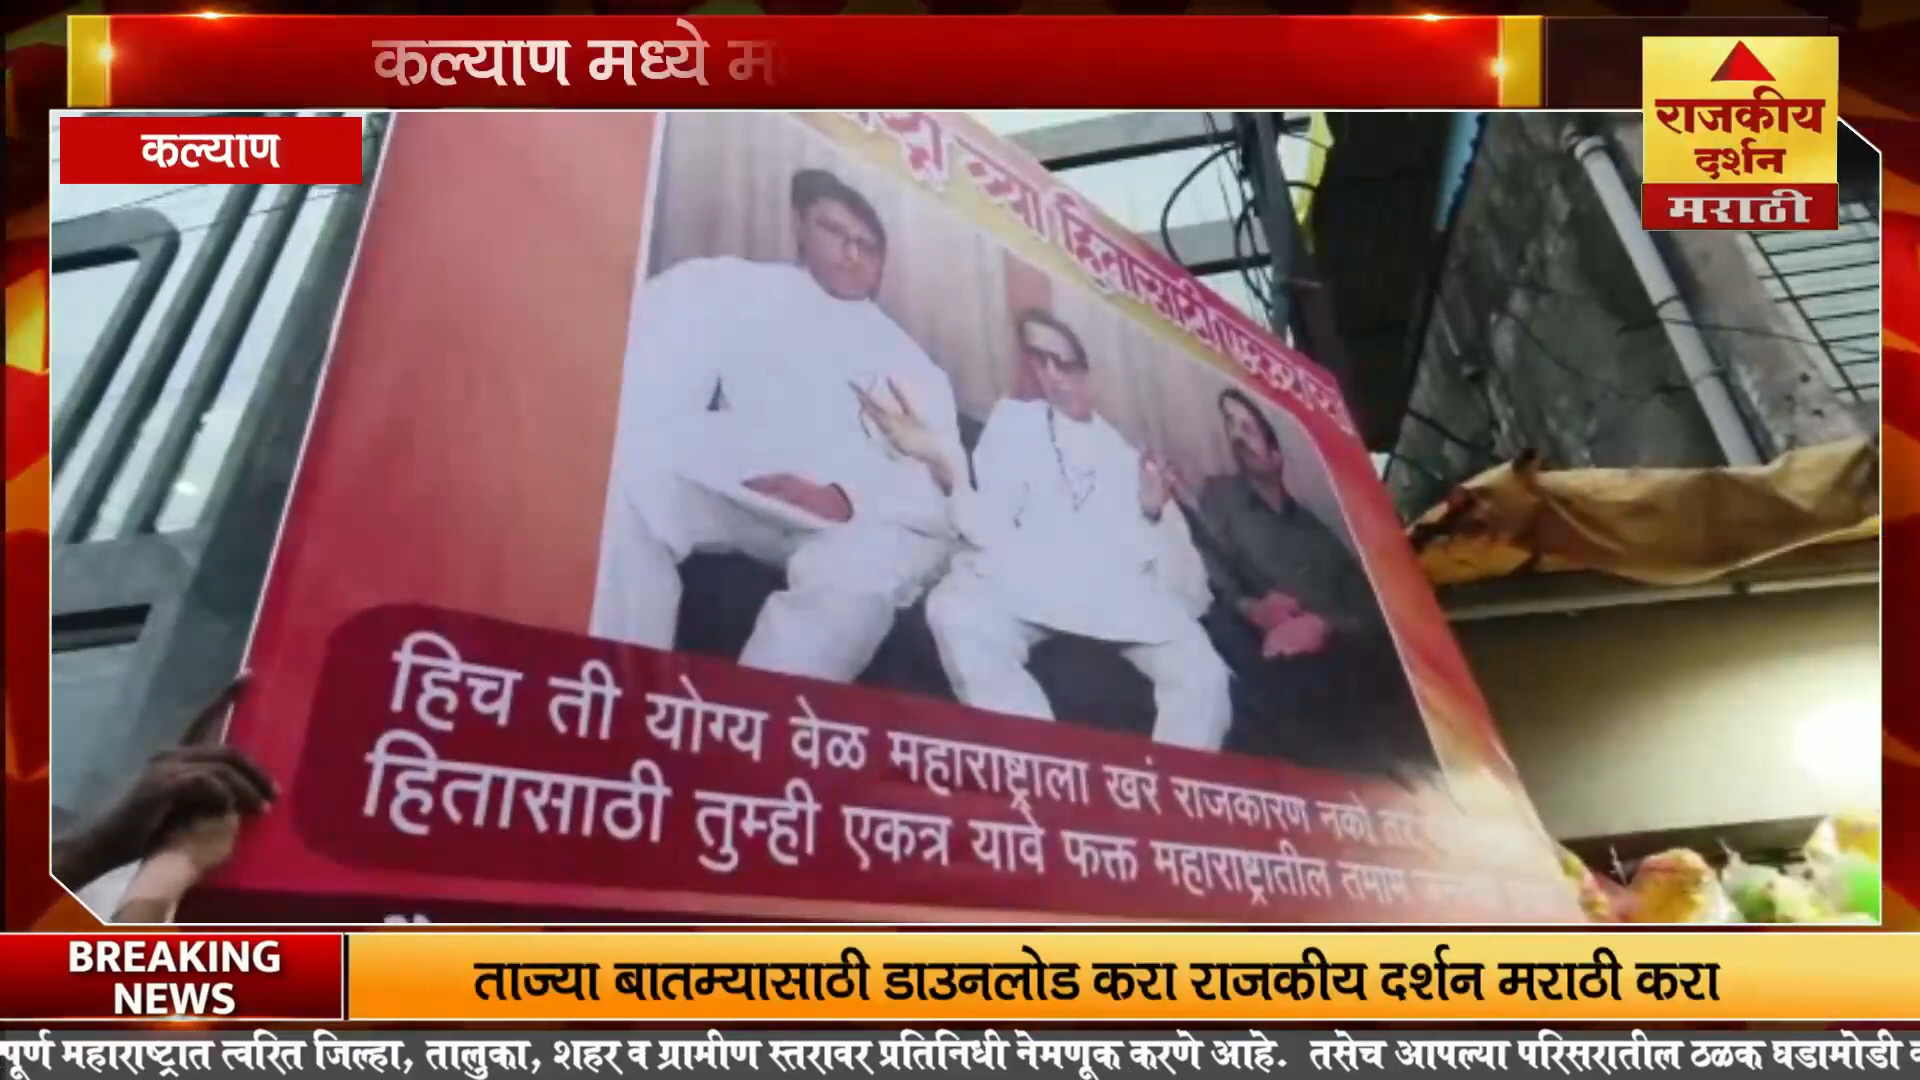 कल्याण मध्ये
कल्याण
राजकीय
दर्शन
मराठी
हिच ती योग्य वेळ महाराष्ट्राला खरं राजकारण नको तर
हितासाठी तुम्ही एकत्र यावे फक्त महाराष्ट्रातील तमाम
BREAKING
NEWS
ताज्या बातम्यासाठी डाउनलोड करा राजकीय दर्शन मराठी करा
पूर्ण महाराष्ट्रात त्वरित जिल्हा, तालुका, शहर व ग्रामीण स्तरावर प्रतिनिधी नेमणूक करणे आहे. तसेच आपल्या परिसरातील ठळक घडामोडी